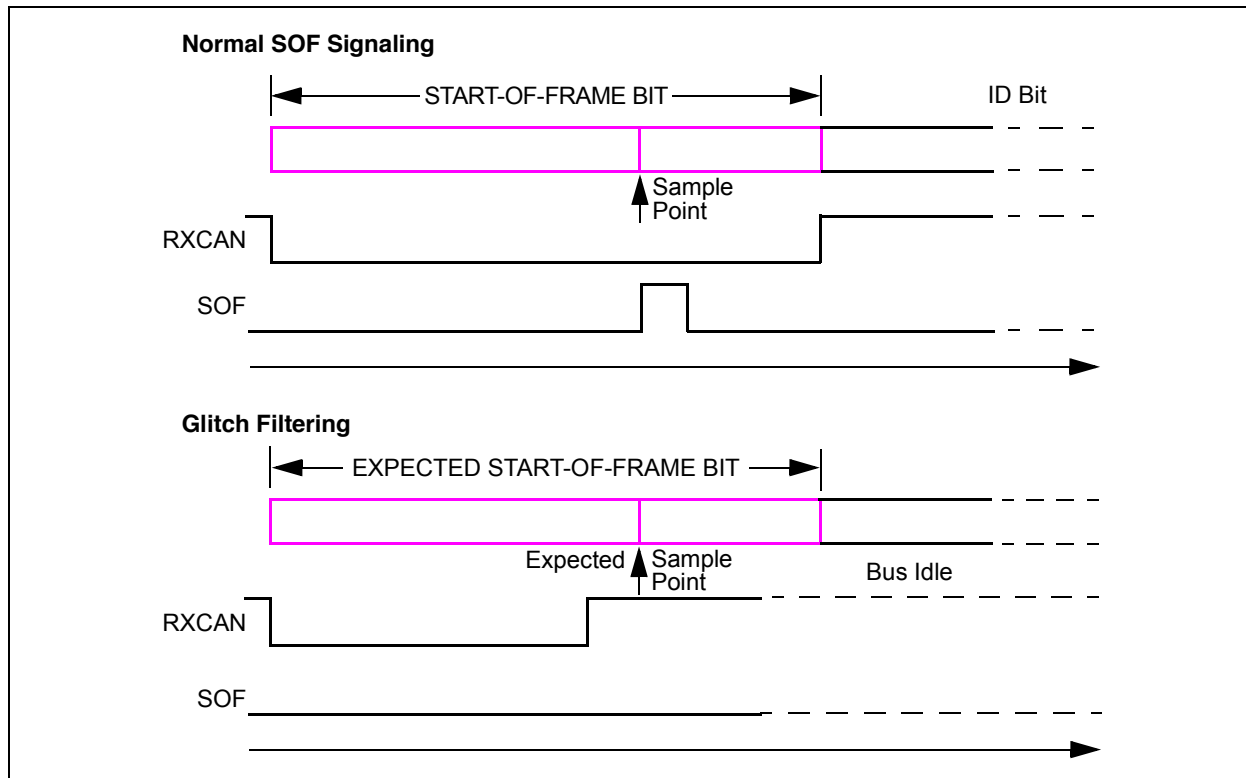 Normal SOF Signaling
START-OF-FRAME BIT
ID Bit
Sample
Point
RXCAN
SOF
Glitch Filtering
EXPECTED START-OF-FRAME BIT
Expected Sample
Point
Bus Idle
RXCAN
SOF